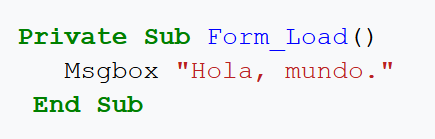 Private Sub Form_Load()
Msgbox "Hola, mundo."
End Sub